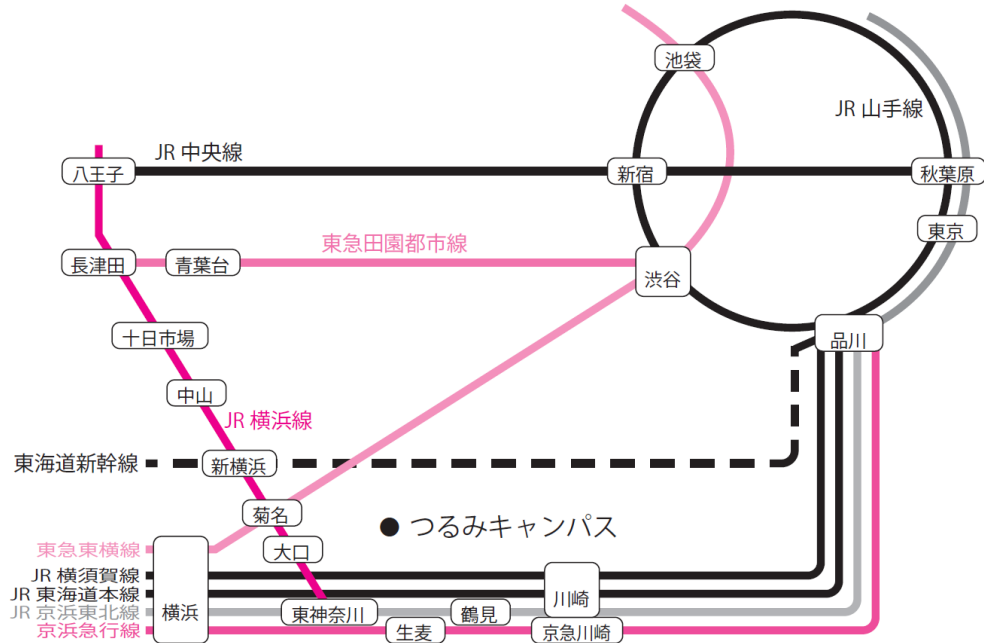 池袋
JR 山手線
JR 中央線
八王子
新宿
秋葉原
東京
東急田園都市線
長津田
青葉台
渋谷
十日市場
品川
中山
JR 横浜線
東海道新幹線
新横浜
菊名
● つるみキャンパス
大口
東急東横線
JR 横須賀線
JR 東海道本線
JR 京浜東北線
京浜急行線
横浜
川崎
東神奈川
鶴見
生麦
京急川崎